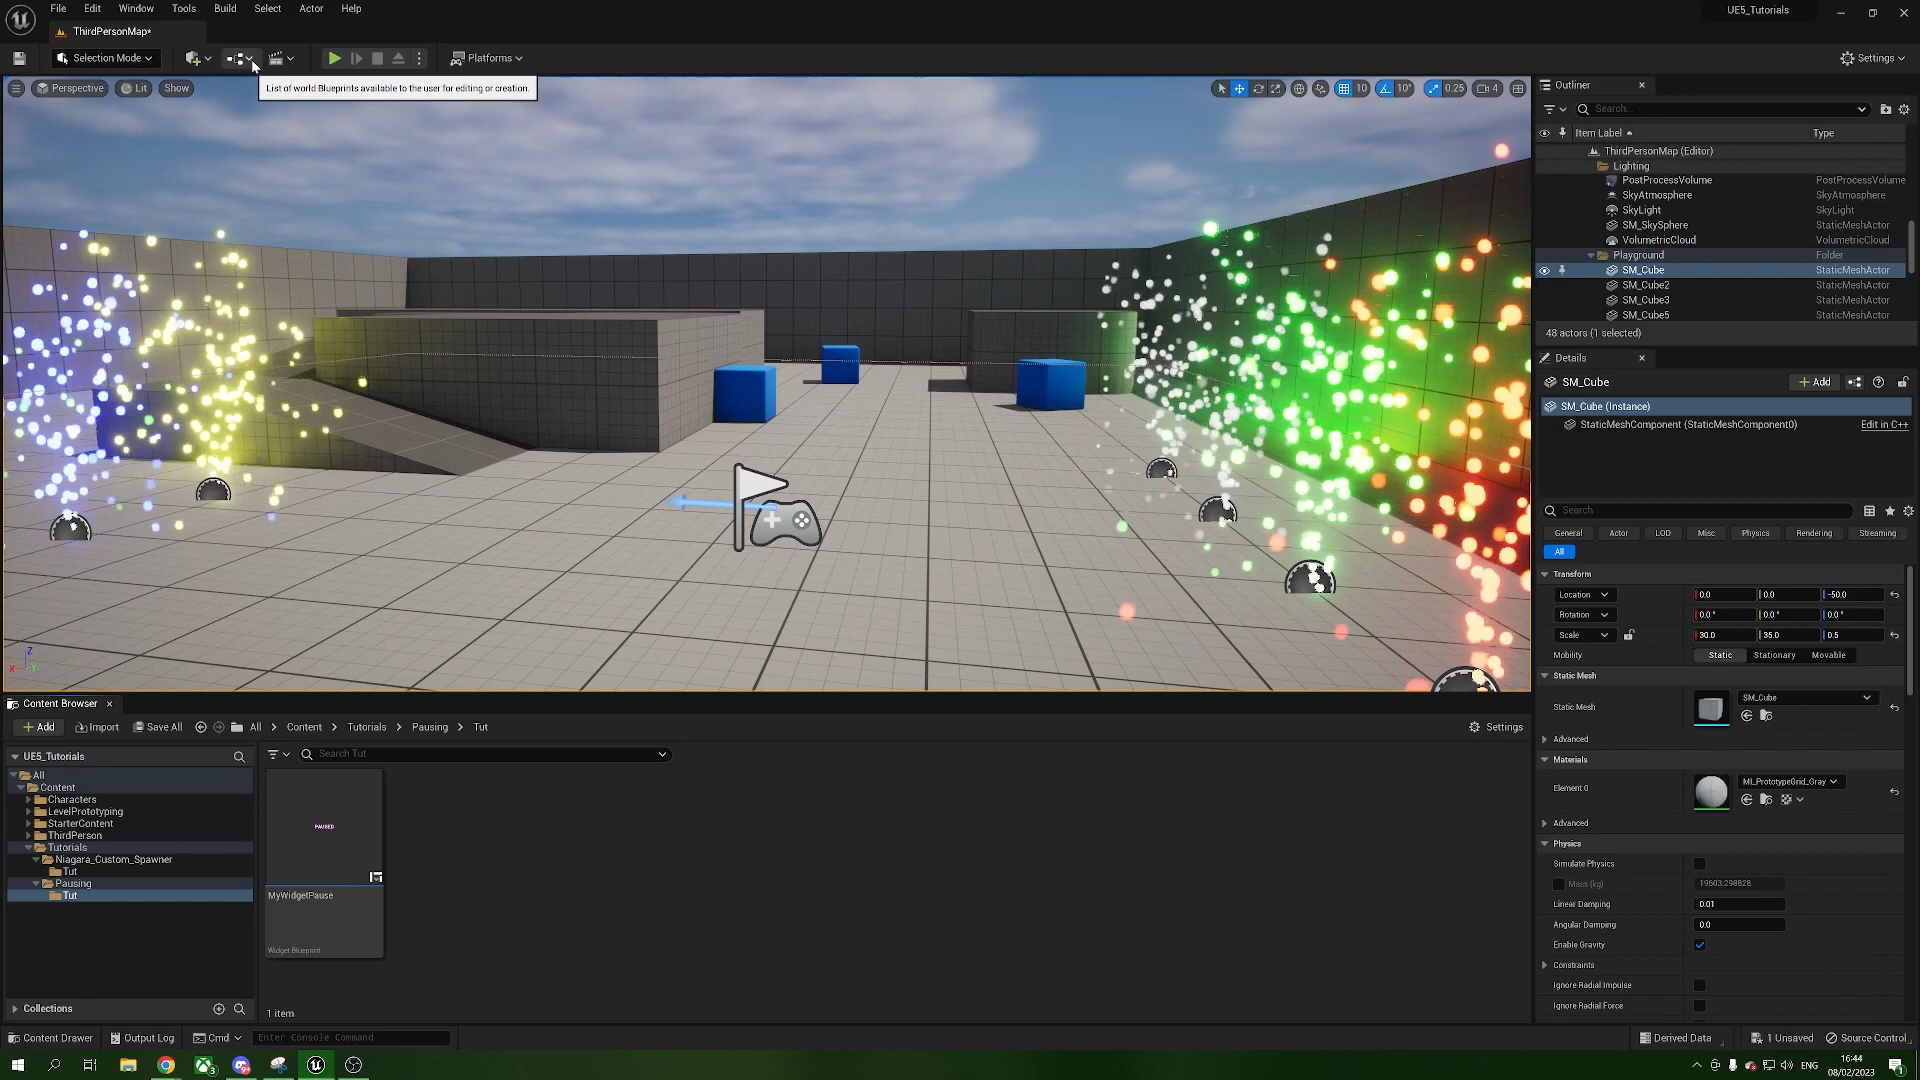 File Edit Window Tools Build Select Actor Help
UE5_Tutorials
ThirdPersonMap*
Selection Mode
Platforms
Settings
List of world Blueprints available to the user for editing or creation.
Perspective
Lit
Show
10
10°
0.25
4
Outliner
Search...
Item Label
Type
ThirdPersonMap (Editor)
Lighting
PostProcessVolume PostProcessVolume
SkyAtmosphere SkyAtmosphere
SkyLight SkyLight
SM_SkySphere StaticMeshActor
VolumetricCloud VolumetricCloud
Playground Folder
SM_Cube StaticMeshActor
SM_Cube2 StaticMeshActor
SM_Cube3 StaticMeshActor
SM_Cube5 StaticMeshActor
48 actors (1 selected)
Details
SM_Cube
Add
SM_Cube (Instance)
StaticMeshComponent (StaticMeshComponent0) Edit in C++
Search
General Actor LOD Misc Physics Rendering Streaming
All
Transform
Location 0.0 0.0 -50.0
Rotation 0.0° 0.0° 0.0°
Scale 30.0 35.0 0.5
Mobility Static Stationary Movable
Static Mesh
Static Mesh SM_Cube
Advanced
Materials
Element 0 MI_PrototypeGrid_Gray
Advanced
Physics
Simulate Physics
Mass (kg) 19603.298828
Linear Damping 0.01
Angular Damping 0.0
Enable Gravity
Constraints
Ignore Radial Impulse
Ignore Radial Force
Z
X
Y
Content Browser
Add Import Save All All Content Tutorials Pausing Tut
Settings
UE5_Tutorials
Search Tut
All
Content
Characters
LevelPrototyping
StarterContent
ThirdPerson
Tutorials
Niagara_Custom_Spawner
Tut
Pausing
Tut
PAUSED
MyWidgetPause
Widget Blueprint
Collections
1 item
Content Drawer Output Log Cmd Enter Console Command
Derived Data 1 Unsaved Source Control
ENG
16:44
08/02/2023